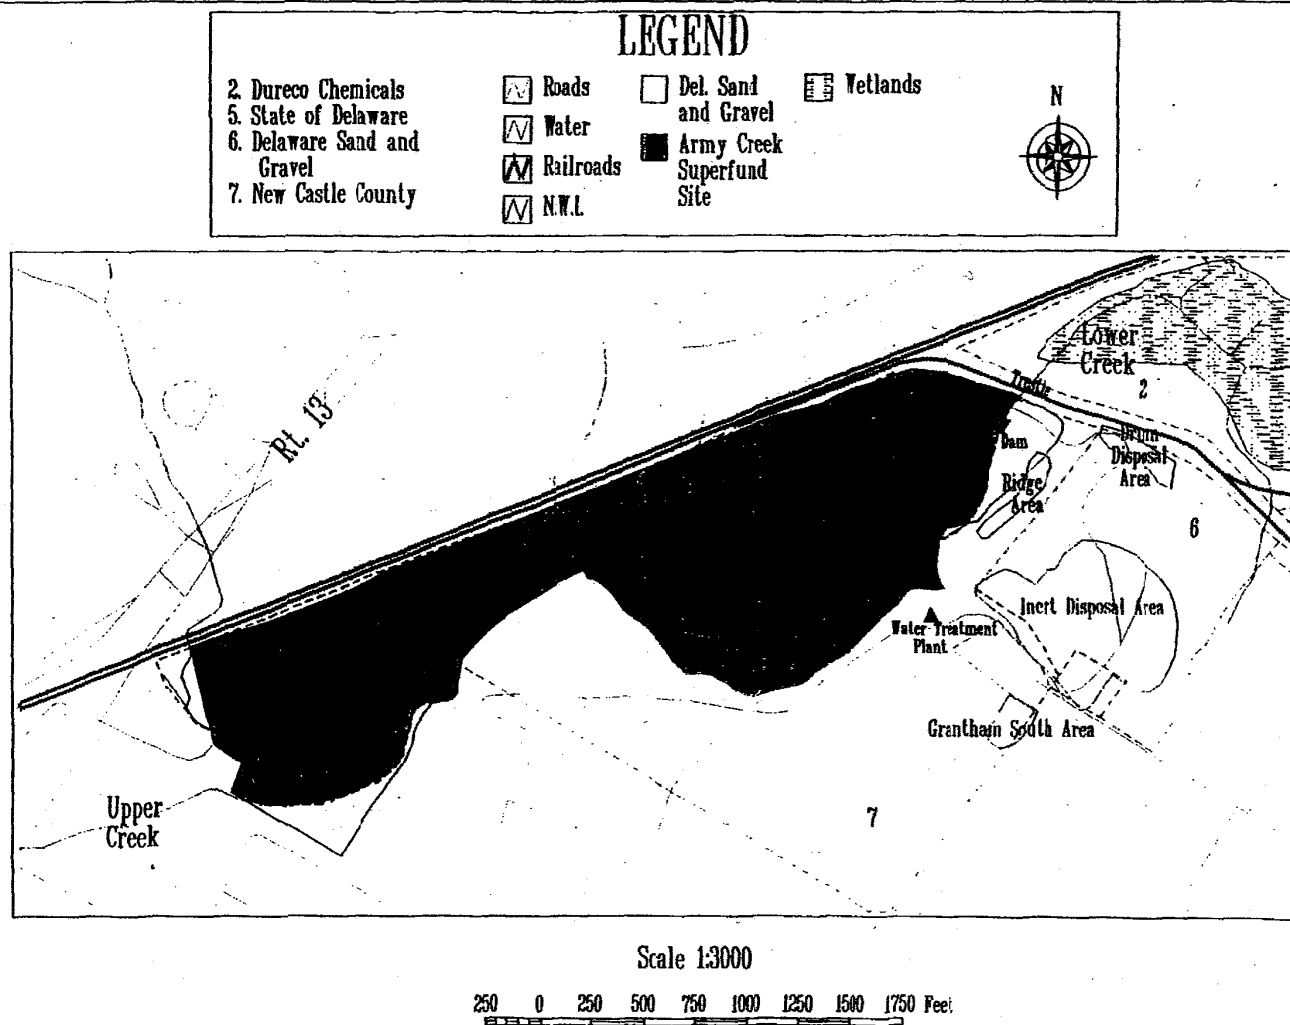 LEGEND
2. Dureco Chemicals
5. State of Delaware
6. Delaware Sand and
Gravel
7. New Castle County
Roads
Water
Railroads
N.W.I.
Del. Sand
and Gravel
Army Creek
Superfund
Site
Wetlands
N
Rt. 13
Lower
Creek
2
Trestle
Dam
Drum
Disposal
Area
Ridge
Area
6
Inert Disposal Area
Water Treatment
Plant
Grantham South Area
Upper
Creek
7
Scale 1:3000
250 0 250 500 750 1000 1250 1500 1750 Feet